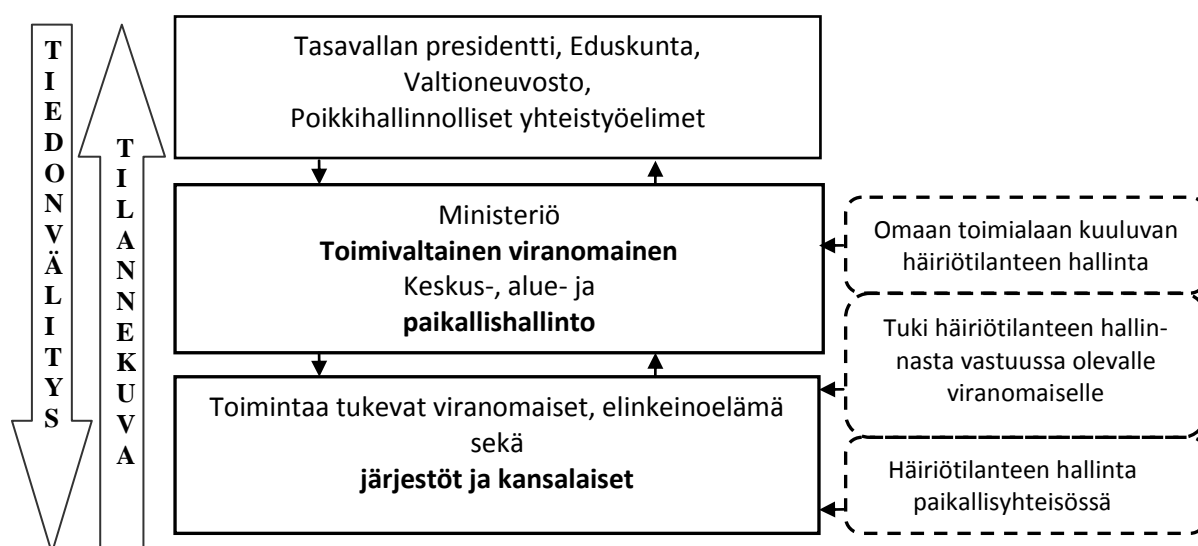 TIEDONVÄLITYS
TILANNEKUVA
Tasavallan presidentti, Eduskunta,
Valtioneuvosto,
Poikkihallinnolliset yhteistyöelimet
Ministeriö
Toimivaltainen viranomainen
Keskus-, alue- ja
paikallishallinto
Toimintaa tukevat viranomaiset, elinkeinoelämä
sekä
järjestöt ja kansalaiset
Omaan toimialaan kuuluvan
häiriötilanteen hallinta
Tuki häiriötilanteen hallin-
nasta vastuussa olevalle
viranomaiselle
Häiriötilanteen hallinta
paikallisyhteisössä